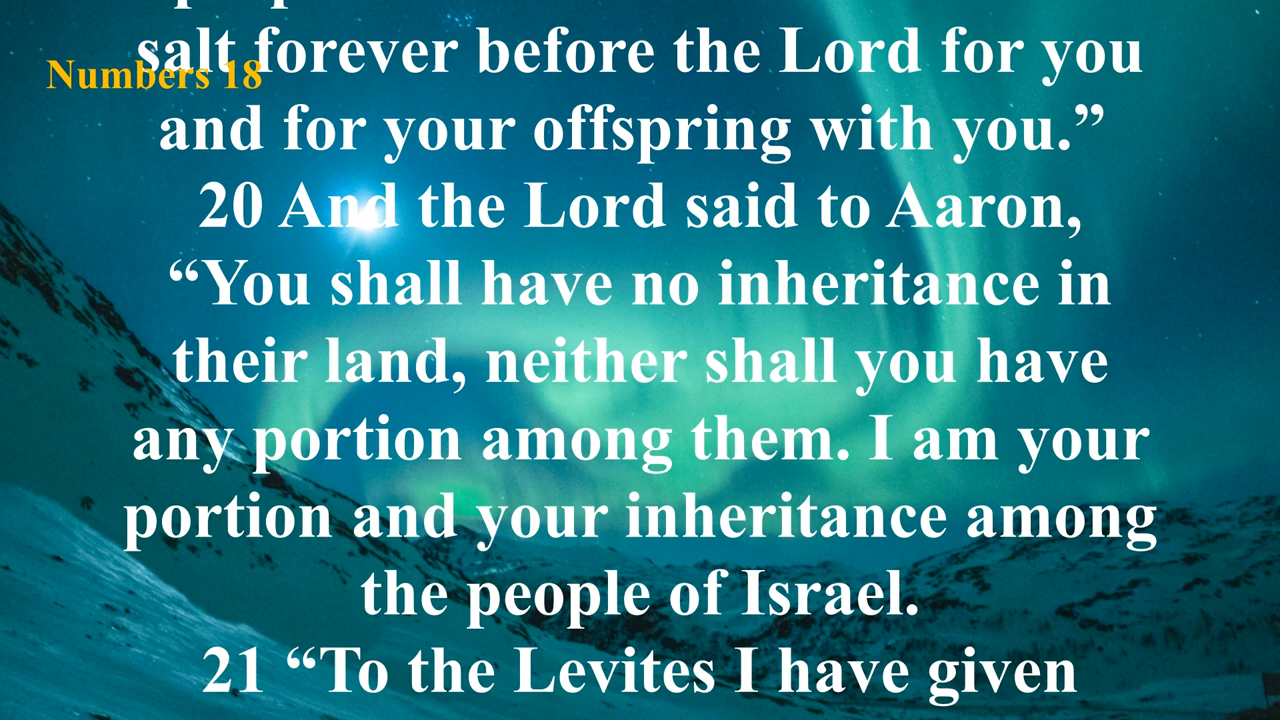 salt forever before the Lord for you
Numbers 18
and for your offspring with you.”
20 And the Lord said to Aaron,
“You shall have no inheritance in
their land, neither shall you have
any portion among them. I am your
portion and your inheritance among
the people of Israel.
21 “To the Levites I have given